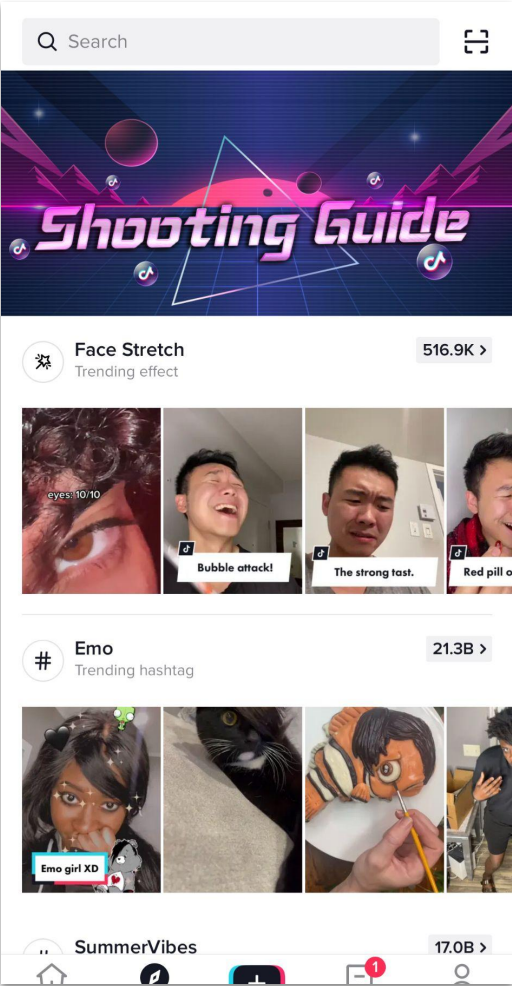 Search
Shooting Guide
Face Stretch
516.9K >
Trending effect
eyes: 10/10
Bubble attack!
The strong tast.
Red pill o
Emo
21.3B >
Trending hashtag
Emo girl XD
SummerVibes
17.0B >
1